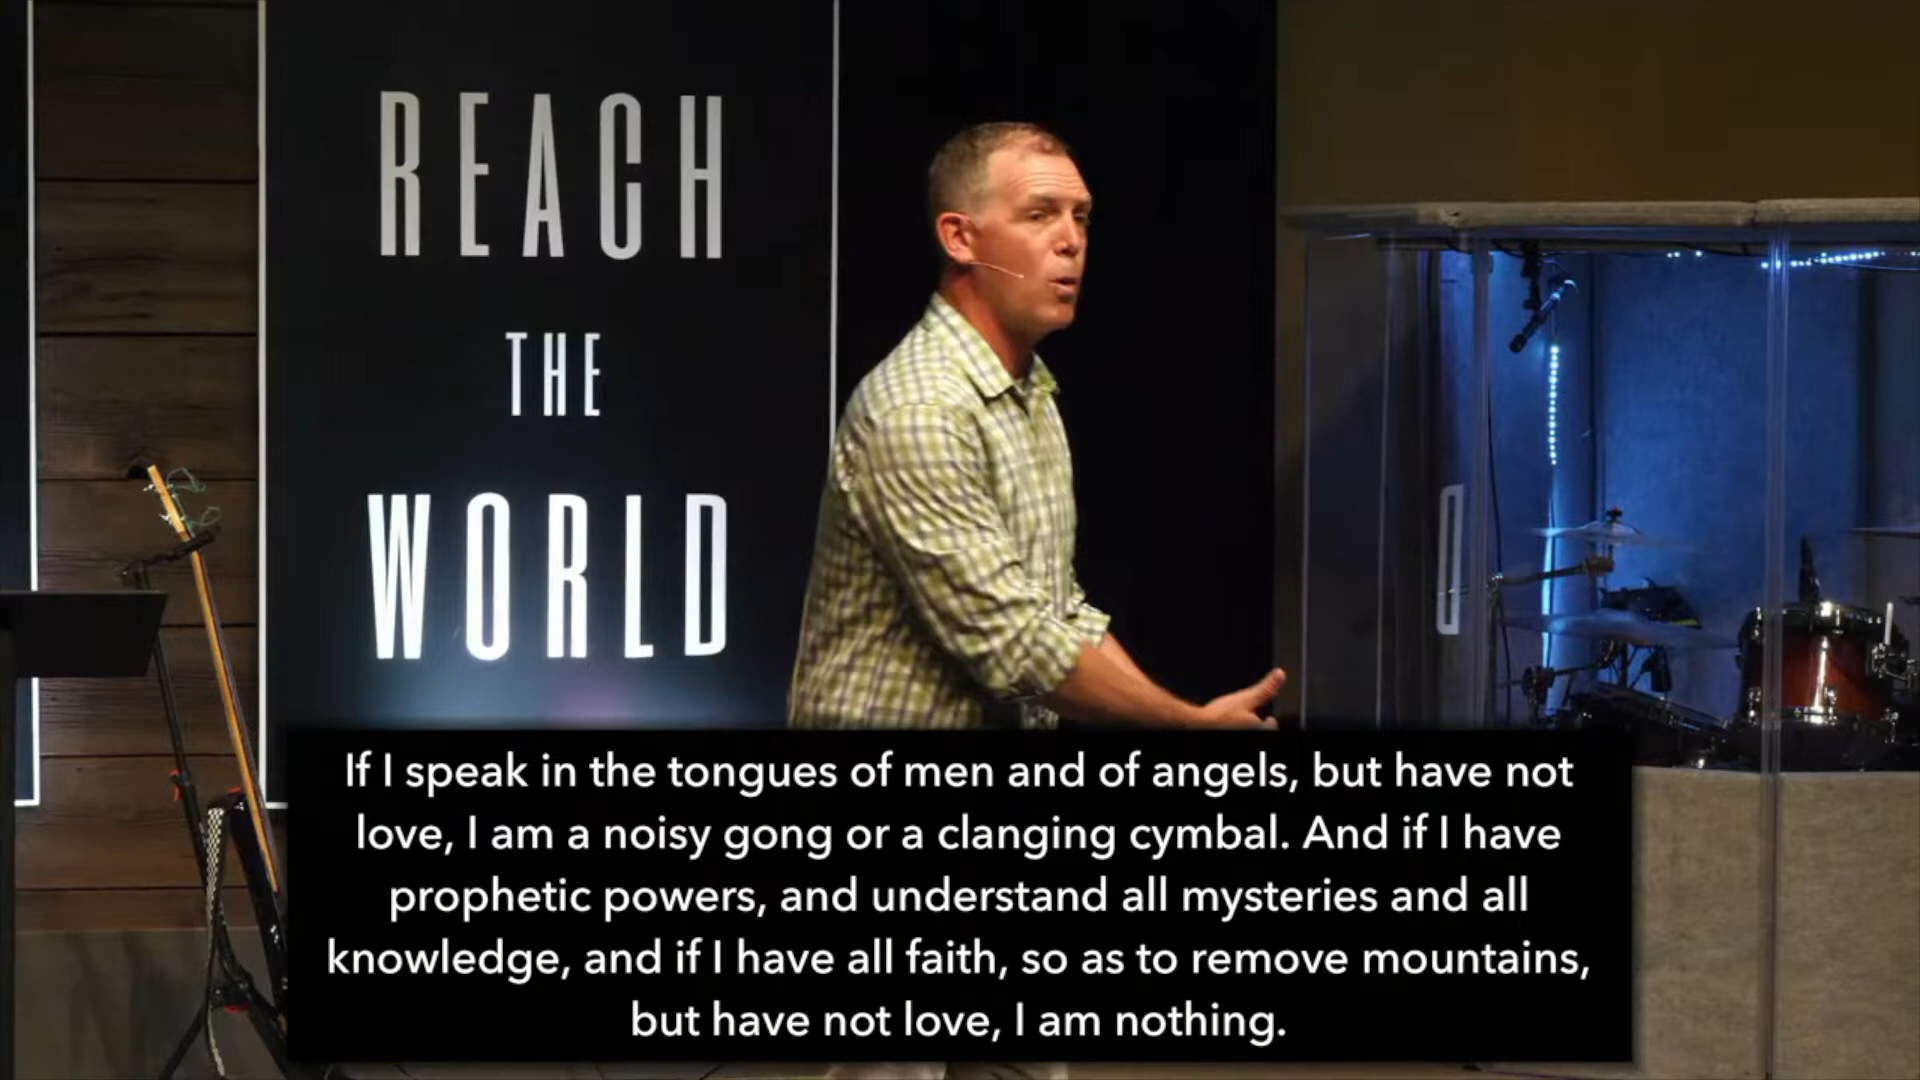 REACH
THE
WORLD
If I speak in the tongues of men and of angels, but have not
love, I am a noisy gong or a clanging cymbal. And if I have
prophetic powers, and understand all mysteries and all
knowledge, and if I have all faith, so as to remove mountains,
but have not love, I am nothing.